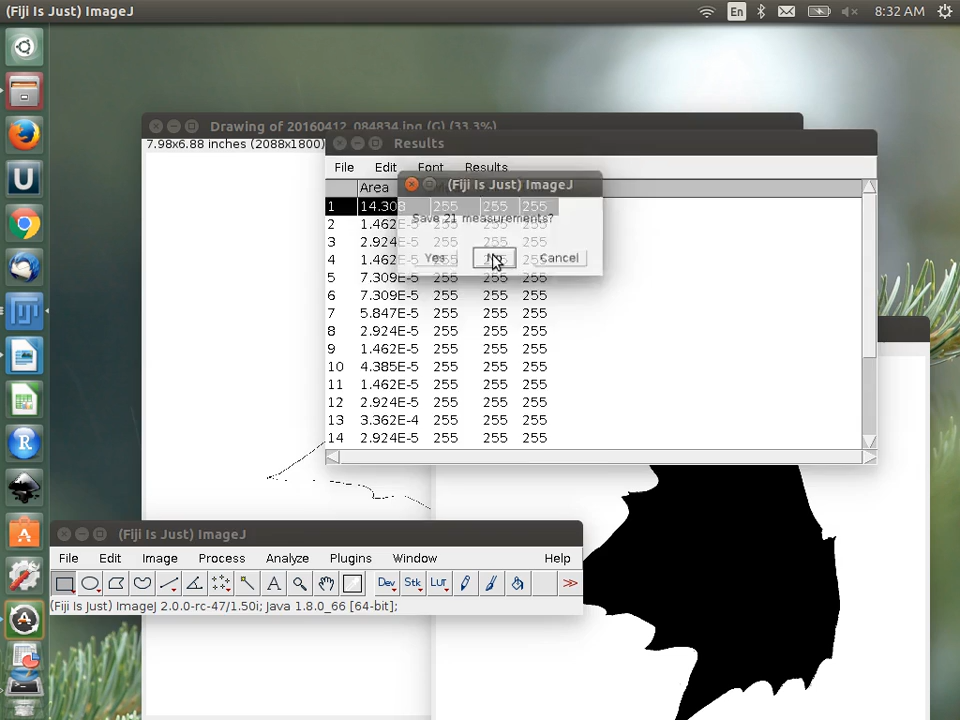 (Fiji Is Just) ImageJ
En
8:32 AM
Drawing of 20160412_084834.jpg (G) (33.3%)
7.98x6.88 inches (2088x1800)
Results
File Edit Font Results
Area
1 14.308 255 255 255
2 1.462 255 255 255
3 2.924 255 255 255
4 1.462 255 255 255
5 7.309E-5 255 255 255
6 7.309E-5 255 255 255
7 5.847E-5 255 255 255
8 2.924E-5 255 255 255
9 1.462E-5 255 255 255
10 4.385E-5 255 255 255
11 1.462E-5 255 255 255
12 2.924E-5 255 255 255
13 3.362E-4 255 255 255
14 2.924E-5 255 255 255
(Fiji Is Just) ImageJ
Save 21 measurements?
Yes No Cancel
(Fiji Is Just) ImageJ
File Edit Image Process Analyze Plugins Window Help
A Dev Stk LUT >>
(Fiji Is Just) ImageJ 2.0.0-rc-47/1.50i; Java 1.8.0_66 [64-bit];